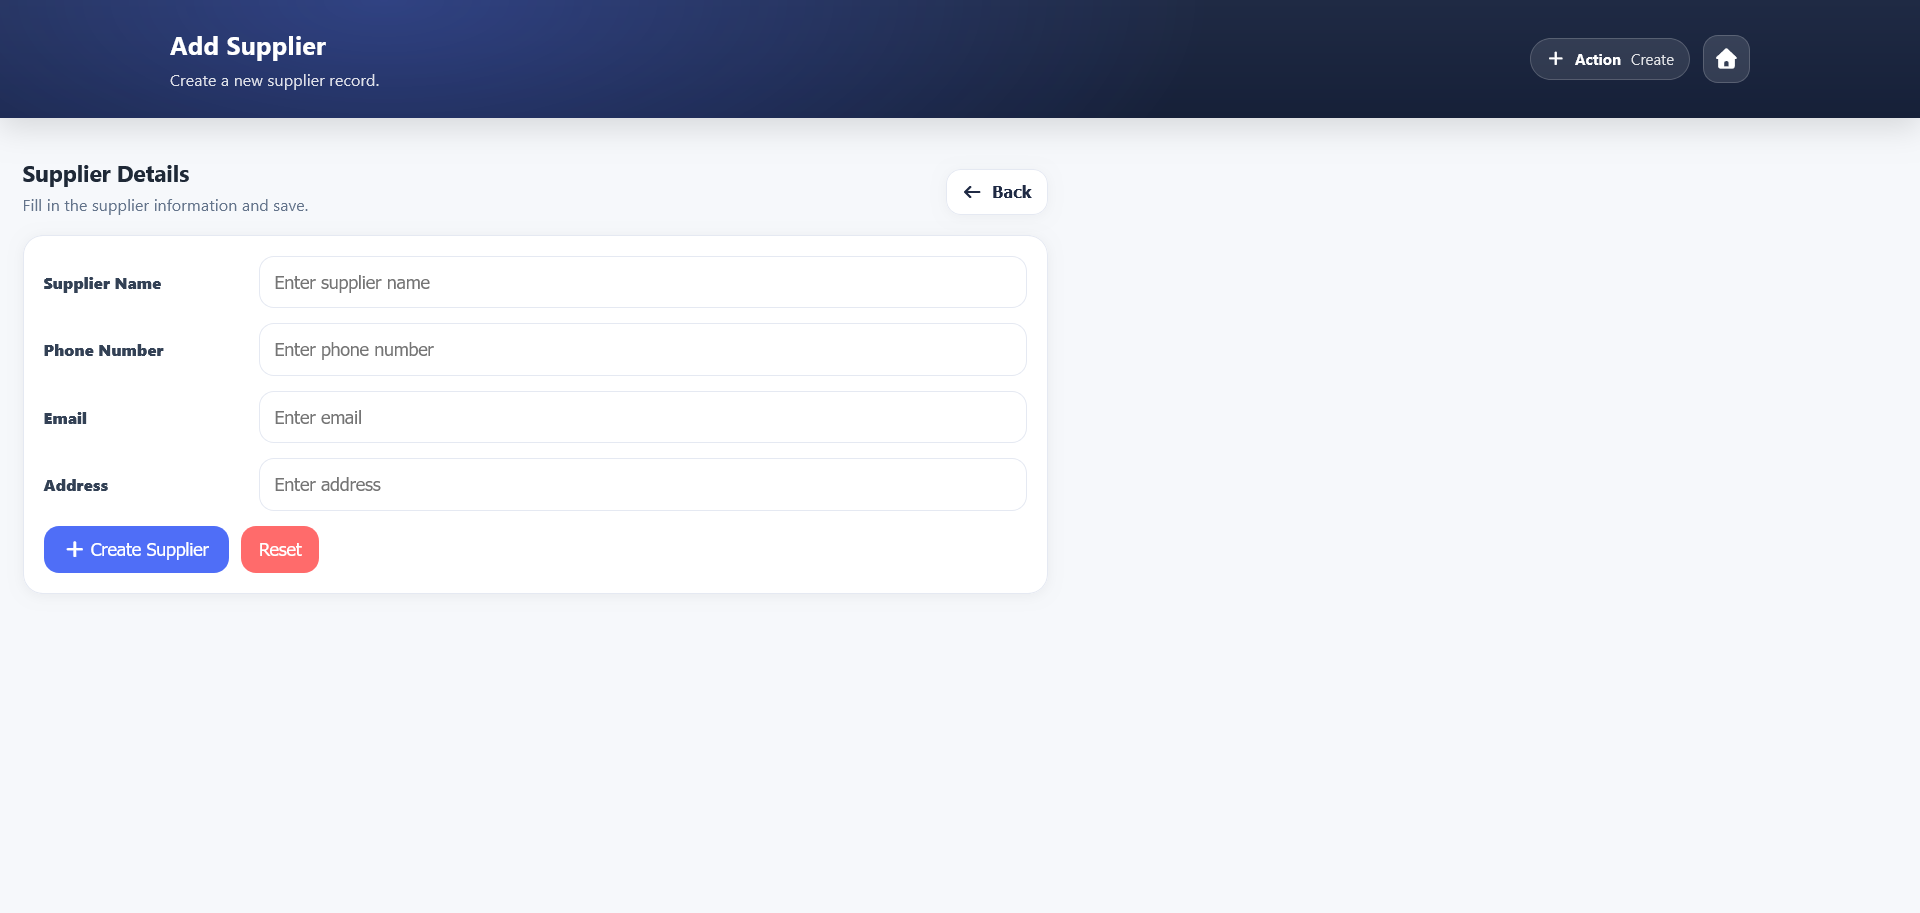 Add Supplier
Create a new supplier record.
Action Create
Supplier Details
Fill in the supplier information and save.
Back
Supplier Name
Enter supplier name
Phone Number
Enter phone number
Email
Enter email
Address
Enter address
Create Supplier
Reset